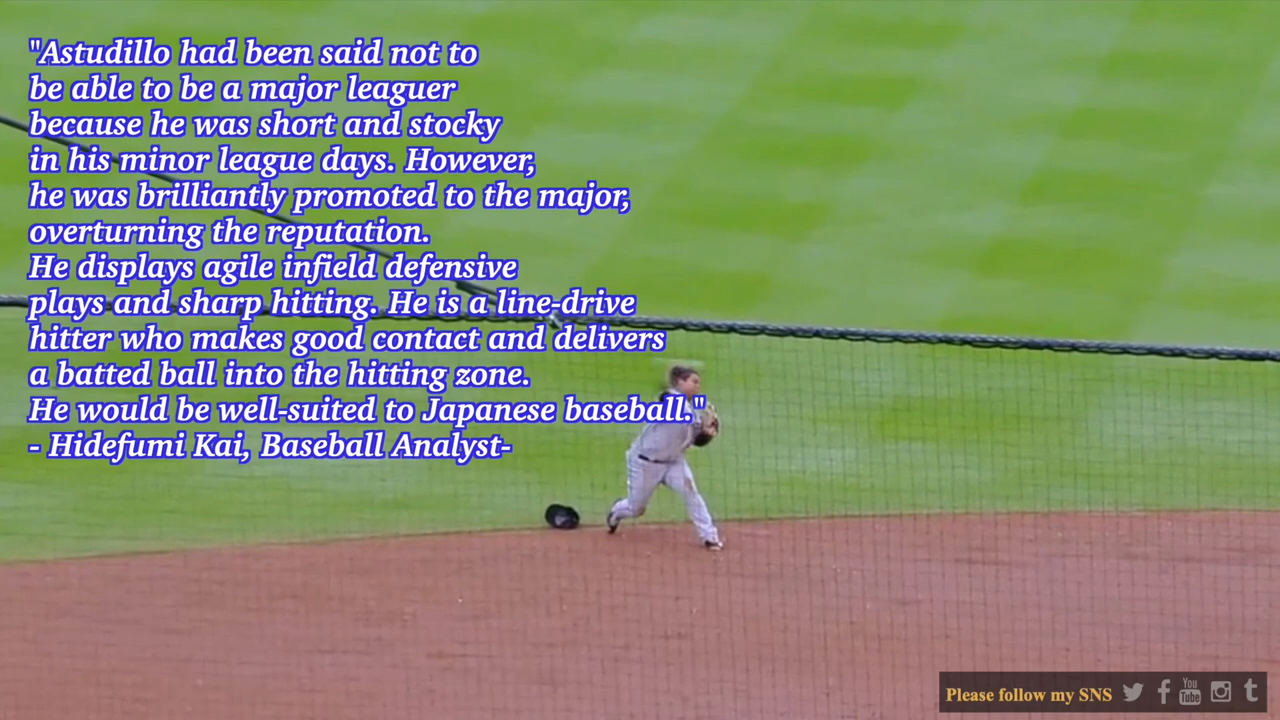 "Astudillo had been said not to
be able to be a major leaguer
because he was short and stocky
in his minor league days. However,
he was brilliantly promoted to the major,
overturning the reputation.
He displays agile infield defensive
plays and sharp hitting. He is a line-drive
hitter who makes good contact and delivers
a batted ball into the hitting zone.
He would be well-suited to Japanese baseball."
- Hidefumi Kai, Baseball Analyst-
Please follow my SNS
You Tube